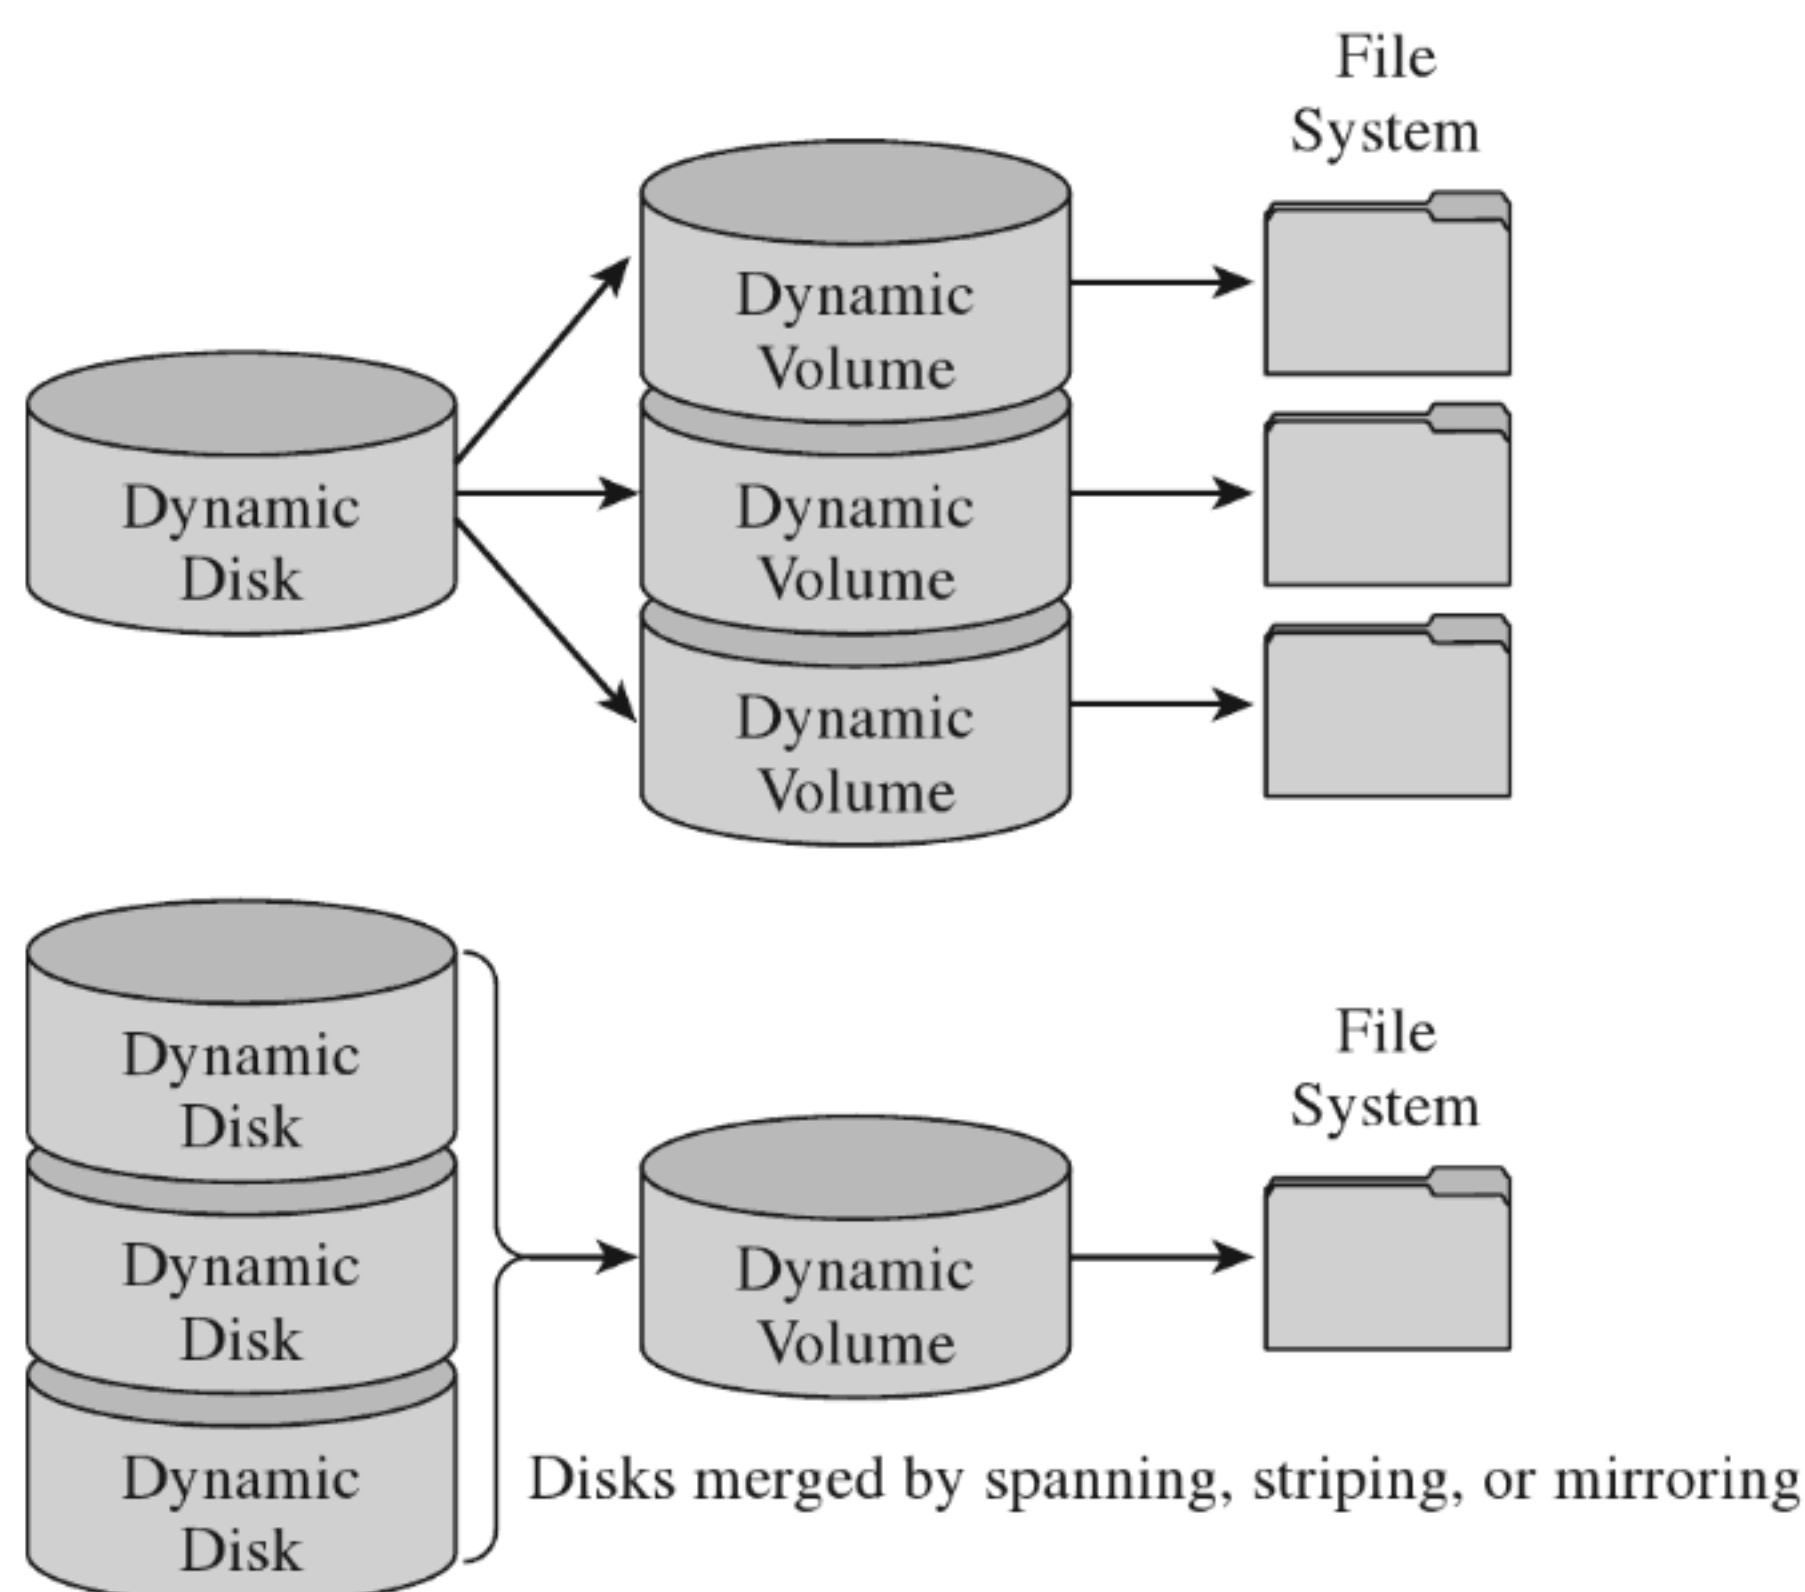 File
System
Dynamic
Volume
Dynamic
Disk
Dynamic
Volume
Dynamic
Volume
Dynamic
Disk
Dynamic
Disk
Dynamic
Disk
File
System
Dynamic
Volume
Disks merged by spanning, striping, or mirroring